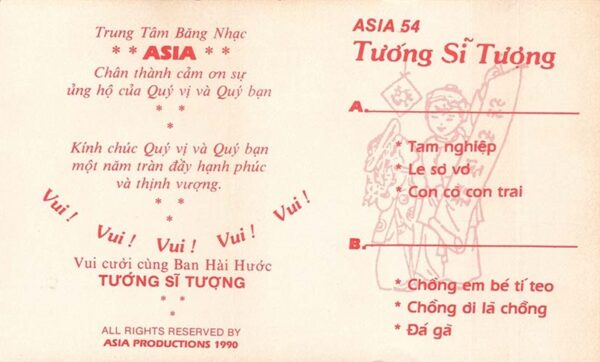 Trung Tâm Băng Nhạc
* * ASIA * *
Chân thành cảm ơn sự
ủng hộ của Quý vị và Quý bạn
* *
*
Kính chúc Quý vị và Quý bạn
một năm tràn đầy hạnh phúc
và thịnh vượng.
* *
*
Vui ! Vui ! Vui ! Vui ! Vui !
Vui cười cùng Ban Hài Hước
TƯỚNG SĨ TƯỢNG
* *
*
ALL RIGHTS RESERVED BY
ASIA PRODUCTIONS 1990
ASIA 54
Tướng Sĩ Tượng
A.
* Tam nghiệp
* Le sơ vơ
* Con cò con trai
B.
* Chồng em bé tí teo
* Chồng ơi là chồng
* Đá gà